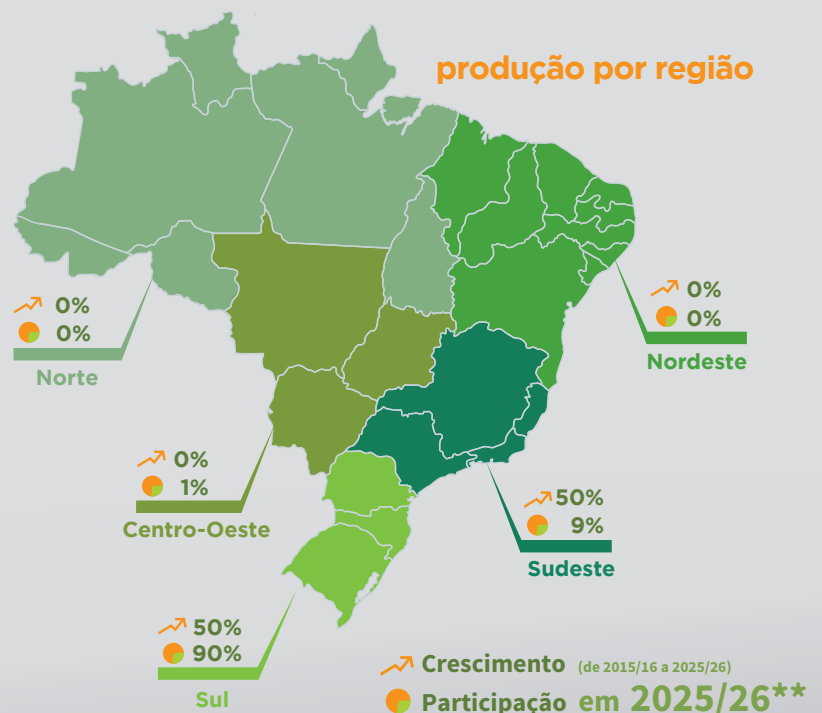 produção por região
0%
0%
Norte
0%
0%
Nordeste
0%
1%
Centro-Oeste
50%
9%
Sudeste
50%
90%
Sul
Crescimento (de 2015/16 a 2025/26)
Participação em 2025/26**